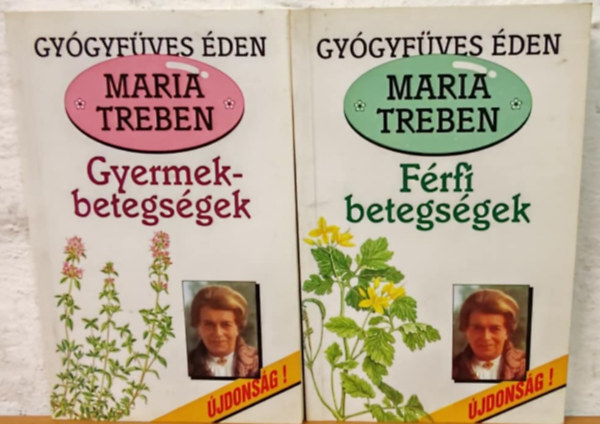 GYÓGYFÜVES ÉDEN
MARIA
TREBEN
Gyermek-
betegségek
ÚJDONSÁG !
GYÓGYFÜVES ÉDEN
MARIA
TREBEN
Férfi
betegségek
ÚJDONSÁG !